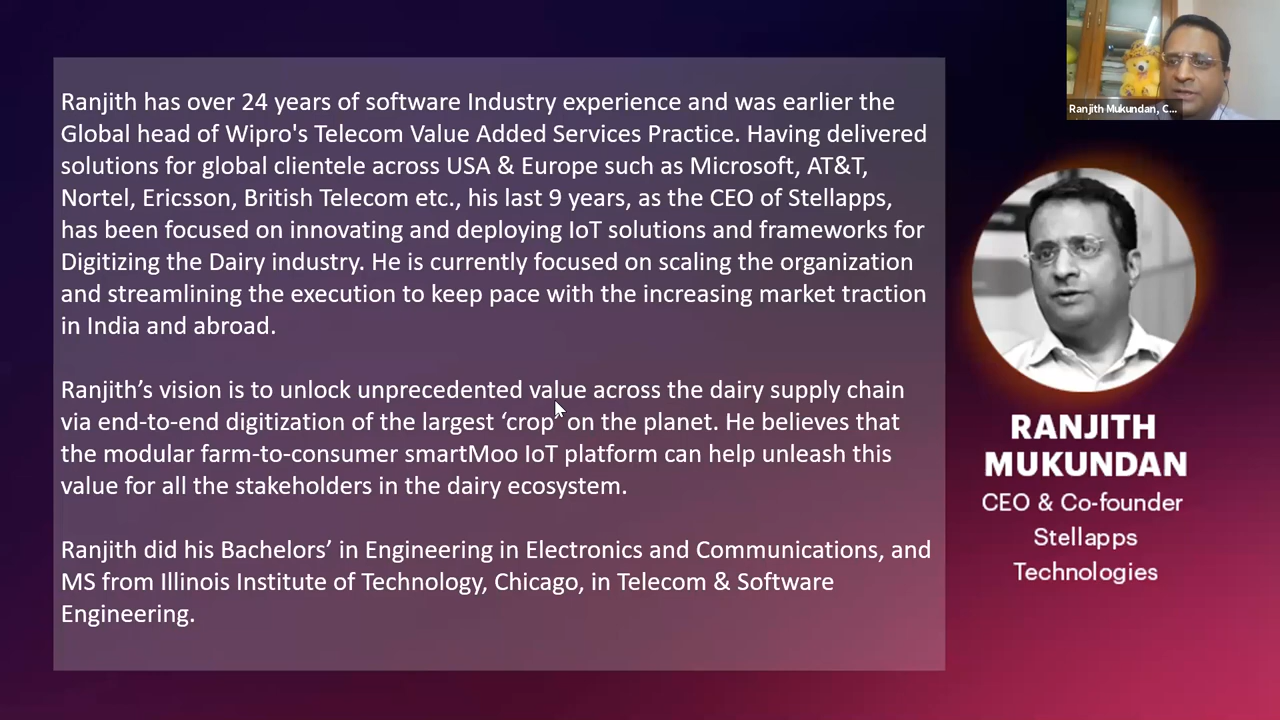 Ranjith has over 24 years of software Industry experience and was earlier the
Global head of Wipro's Telecom Value Added Services Practice. Having delivered
solutions for global clientele across USA & Europe such as Microsoft, AT&T,
Nortel, Ericsson, British Telecom etc., his last 9 years, as the CEO of Stellapps,
has been focused on innovating and deploying IoT solutions and frameworks for
Digitizing the Dairy industry. He is currently focused on scaling the organization
and streamlining the execution to keep pace with the increasing market traction
in India and abroad.
Ranjith’s vision is to unlock unprecedented value across the dairy supply chain
via end-to-end digitization of the largest ‘crop’ on the planet. He believes that
the modular farm-to-consumer smartMoo IoT platform can help unleash this
value for all the stakeholders in the dairy ecosystem.
Ranjith did his Bachelors’ in Engineering in Electronics and Communications, and
MS from Illinois Institute of Technology, Chicago, in Telecom & Software
Engineering.
Ranjith Mukundan, C...
RANJITH
MUKUNDAN
CEO & Co-founder
Stellapps
Technologies